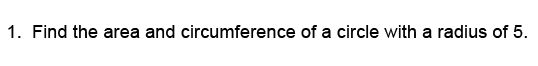 1. Find the area and circumference of a circle with a radius of 5.